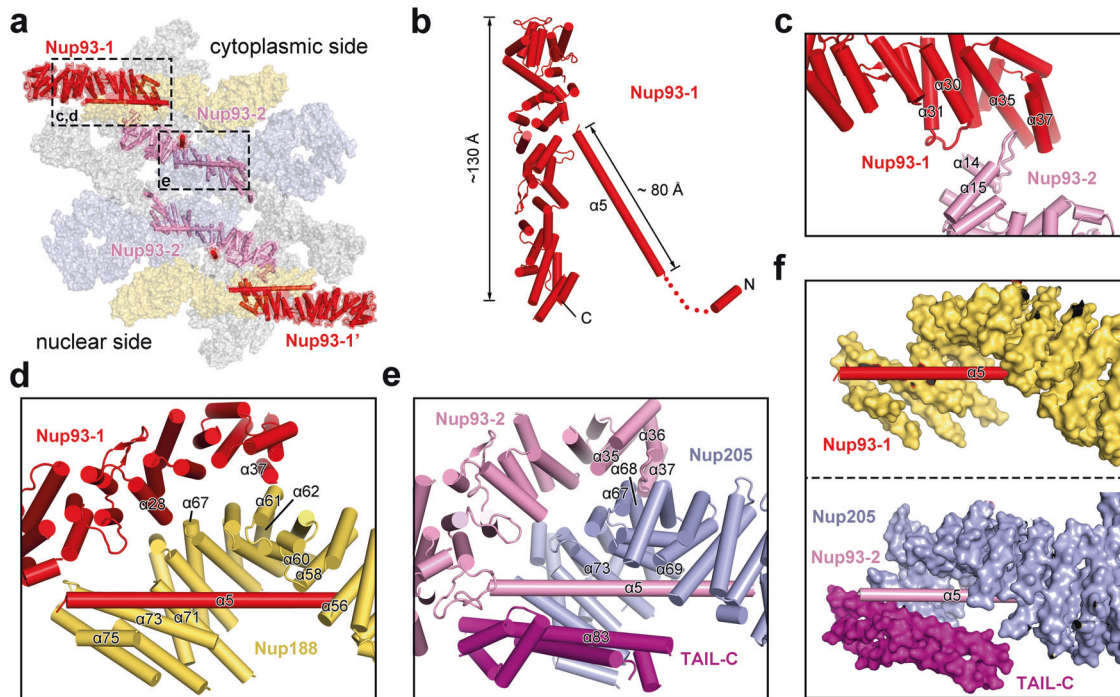 a
Nup93-1
cytoplasmic side
c,d
Nup93-2
e
Nup93-2'
nuclear side
Nup93-1'
b
~130 Å
Nup93-1
~ 80 Å
α5
N
C
c
α30
α31
α35
α37
Nup93-1
α14
α15
Nup93-2
d
Nup93-1
α37
α28
α67
α61
α62
α60
α58
α56
α5
α73
α71
α75
Nup188
e
Nup93-2
α36
α35
α68
α37
α67
Nup205
α73
α69
α5
α83
TAIL-C
f
α5
Nup93-1
Nup205
Nup93-2
α5
TAIL-C